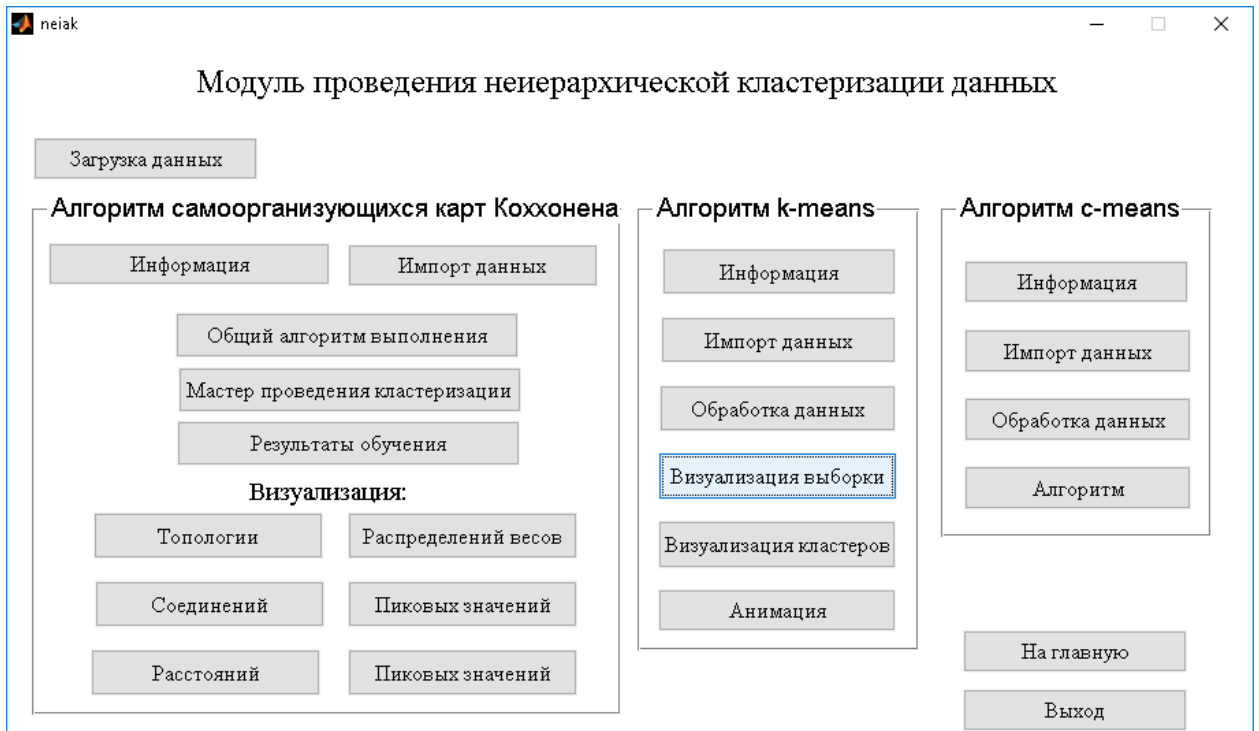 neiak
Модуль проведения неиерархической кластеризации данных
Загрузка данных
Алгоритм самоорганизующихся карт Коххонена
Информация
Импорт данных
Общий алгоритм выполнения
Мастер проведения кластеризации
Результаты обучения
Визуализация:
Топологии
Распределений весов
Соединений
Пиковых значений
Расстояний
Пиковых значений
Алгоритм k-means
Информация
Импорт данных
Обработка данных
Визуализация выборки
Визуализация кластеров
Анимация
Алгоритм c-means
Информация
Импорт данных
Обработка данных
Алгоритм
На главную
Выход